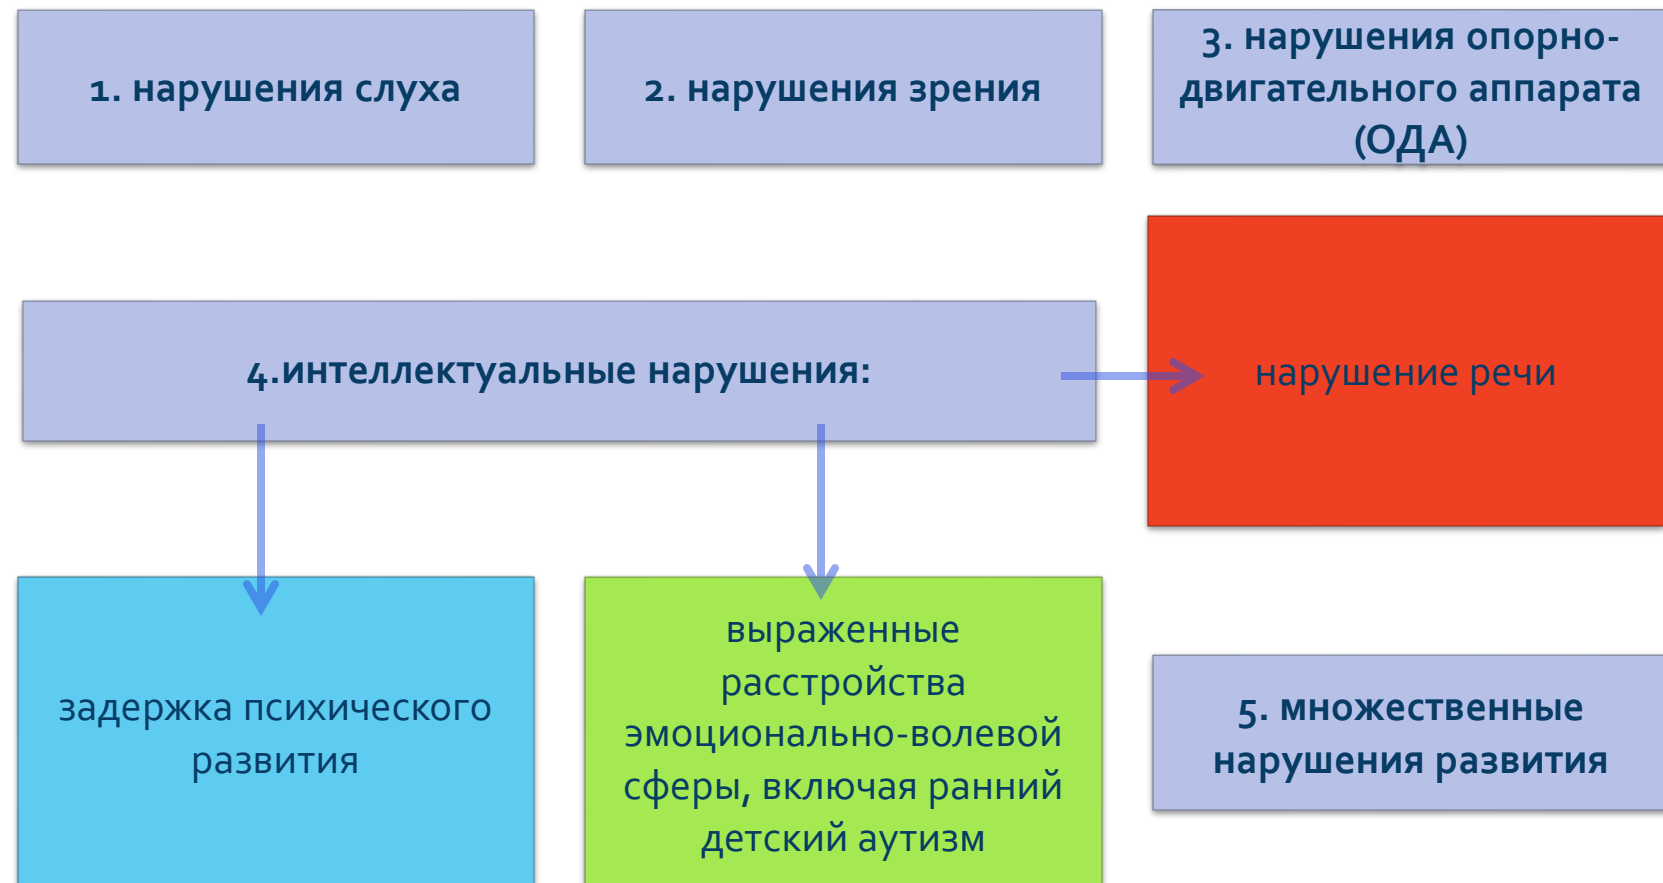 1. нарушения слуха
2. нарушения зрения
3. нарушения опорно-
двигательного аппарата
(ОДА)
4.интеллектуальные нарушения:
нарушение речи
задержка психического
развития
выраженные
расстройства
эмоционально-волевой
сферы, включая ранний
детский аутизм
5. множественные
нарушения развития